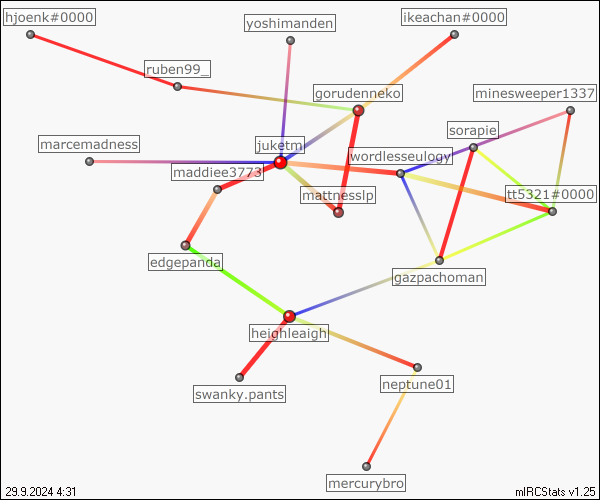 hjoenk#0000
yoshimanden
ikeachan#0000
ruben99_
gorudenneko
minesweeper1337
sorapie
marcemadness
juketm
wordlesseulogy
maddiee3773
mattnesslp
tt5321#0000
edgepanda
gazpachoman
heighleaigh
swanky.pants
neptune01
mercurybro
29.9.2024 4:31
mIRCStats v1.25